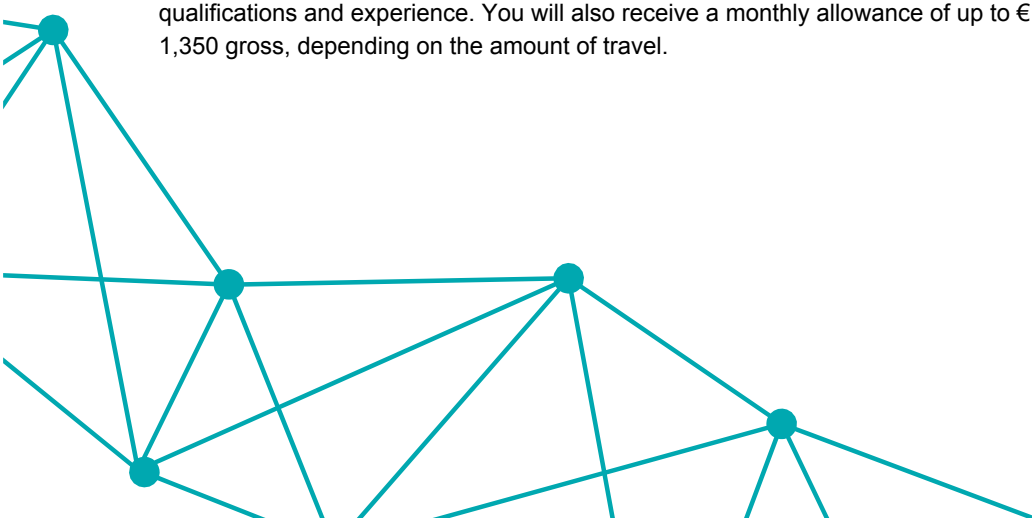 qualifications and experience. You will also receive a monthly allowance of up to €
1,350 gross, depending on the amount of travel.